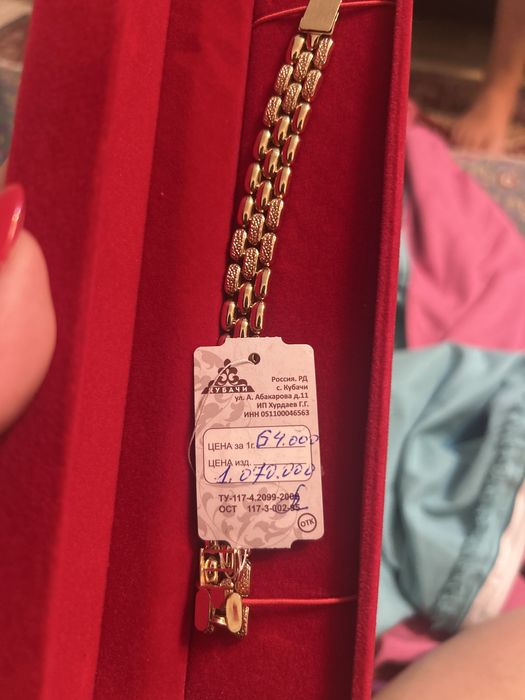 КУБАЧИ
Россия. РД
с. Кубачи
ул. А. Абакарова д.11
ИП Хурдаев Г.Г.
ИНН 051100046563
ЦЕНА за 1г. 64.000
ЦЕНА изд.
1.070.000
ТУ-117-4.2099-200
ОСТ 117-3-002-95
ОТК